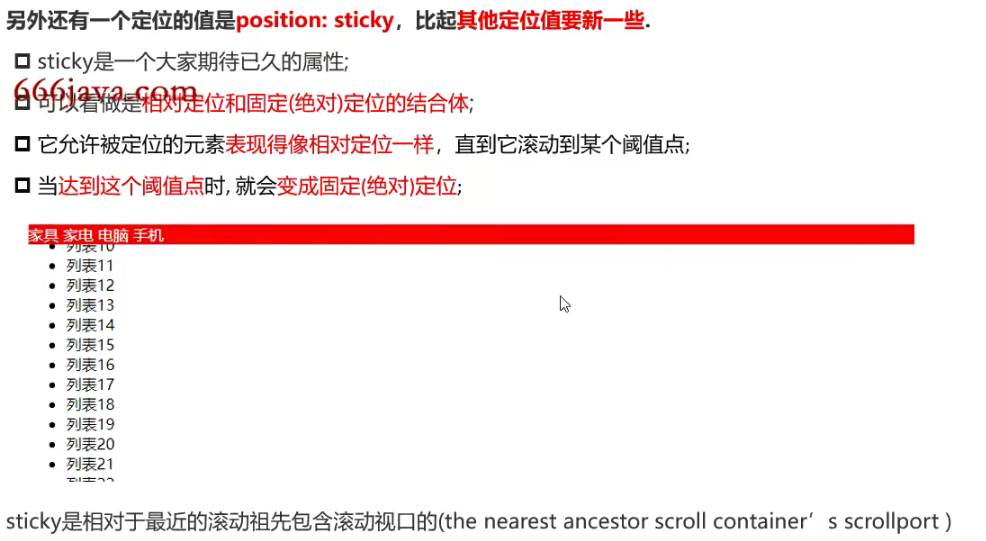 另外还有一个定位的值是position: sticky，比起其他定位值要新一些.
sticky是一个大家期待已久的属性;
666java.com
可以看做是相对定位和固定(绝对)定位的结合体;
它允许被定位的元素表现得像相对定位一样，直到它滚动到某个阈值点;
当达到这个阈值点时, 就会变成固定(绝对)定位;
家具 家电 电脑 手机
列表10
列表11
列表12
列表13
列表14
列表15
列表16
列表17
列表18
列表19
列表20
列表21
列表22
sticky是相对于最近的滚动祖先包含滚动视口的(the nearest ancestor scroll container’s scrollport )